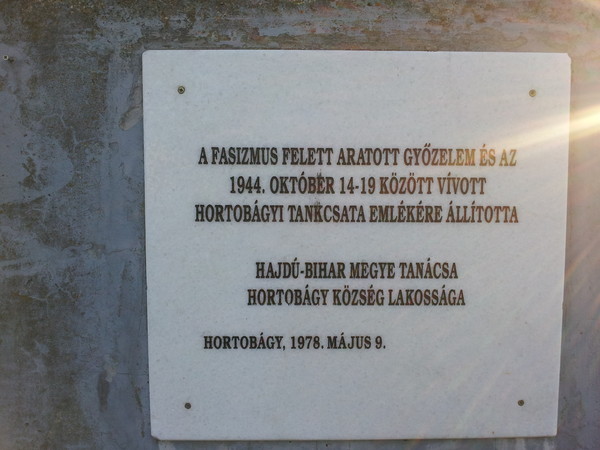 A FASIZMUS FELETT ARATOTT GYŐZELEM ÉS AZ
1944. OKTÓBER 14-19 KÖZÖTT VÍVOTT
HORTOBÁGYI TANKCSATA EMLÉKÉRE ÁLLÍTOTTA
HAJDÚ-BIHAR MEGYE TANÁCSA
HORTOBÁGY KÖZSÉG LAKOSSÁGA
HORTOBÁGY, 1978. MÁJUS 9.